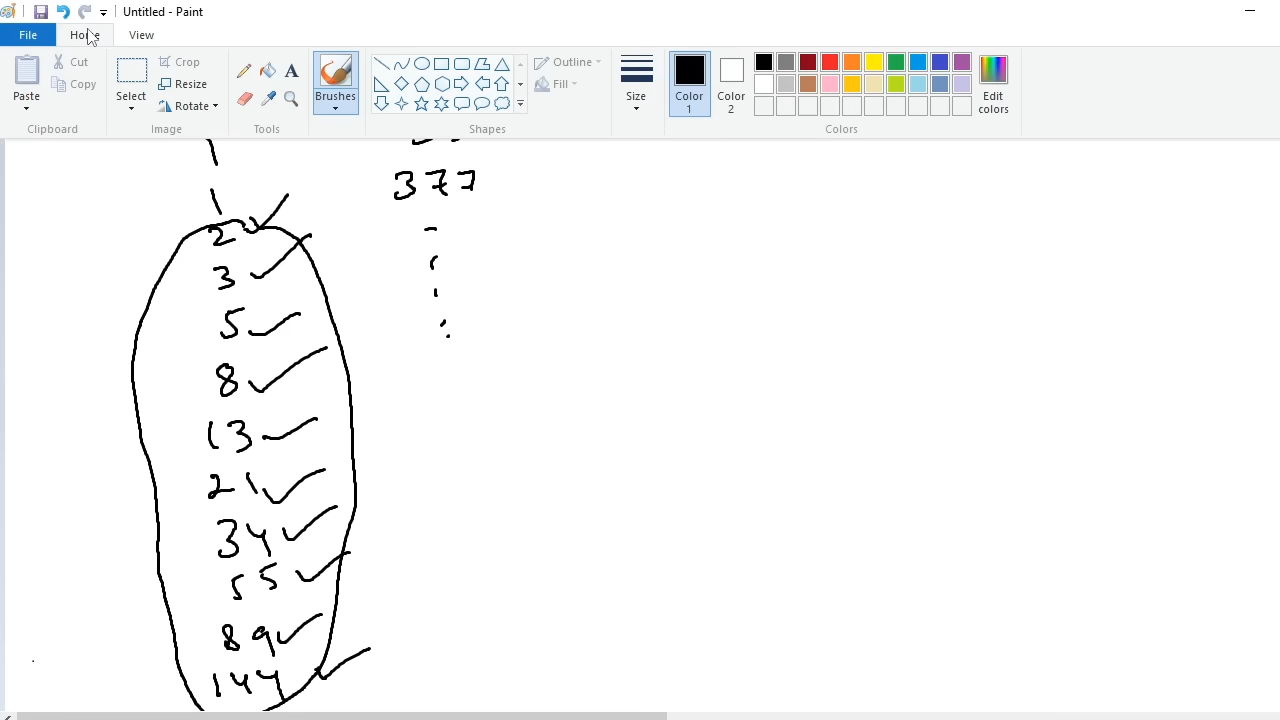 Untitled - Paint
File Home View
Paste
Cut
Copy
Clipboard
Select
Crop
Resize
Rotate
Image
A
Tools
Brushes
Shapes
Outline
Fill
Size
Color 1
Color 2
Edit colors
Colors
377
2
3
5
8
13
21
34
55
89
144